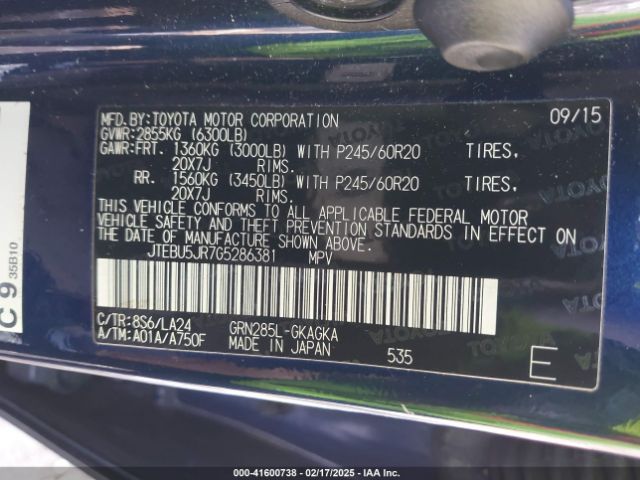 MFD.BY:TOYOTA MOTOR CORPORATION 09/15
GVWR:2855KG (6300LB)
GAWR:FRT. 1360KG (3000LB) WITH P245/60R20 TIRES,
20X7J RIMS.
RR. 1560KG (3450LB) WITH P245/60R20 TIRES,
20X7J RIMS.
THIS VEHICLE CONFORMS TO ALL APPLICABLE FEDERAL MOTOR
VEHICLE SAFETY AND THEFT PREVENTION STANDARDS IN EFFECT ON
THE DATE OF MANUFACTURE SHOWN ABOVE.
JTEBU5JR7G5286381 MPV
C/TR:8S6/LA24 GRN285L-GKAGKA
A/TM:A01A/A750F MADE IN JAPAN 535 E
C9 35B10
000-41600738 - 02/17/2025 - IAA Inc.